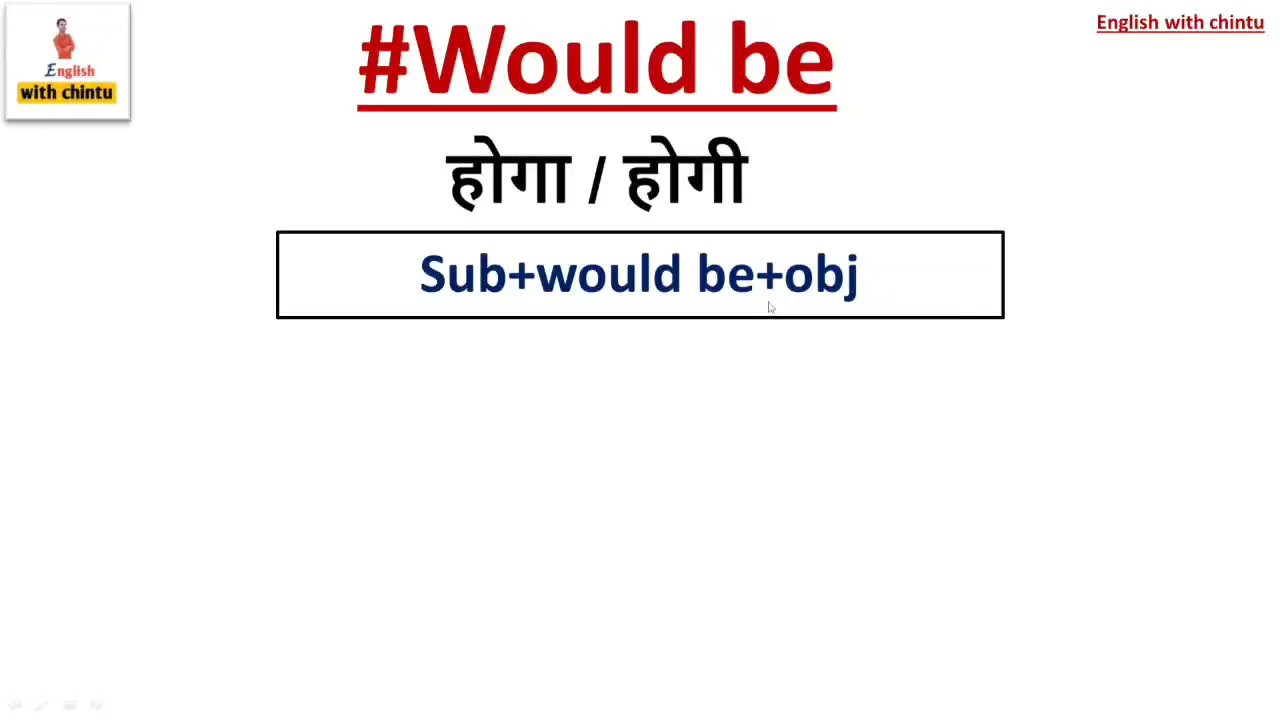 English
with chintu
#Would be
English with chintu
होगा / होगी
Sub+would be+obj